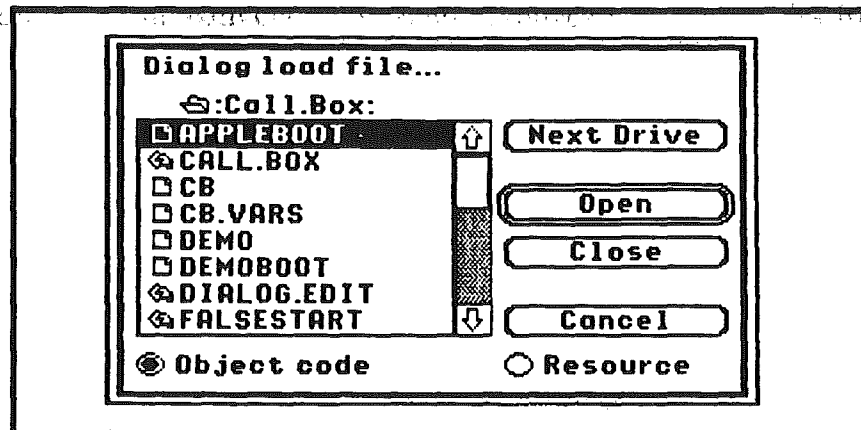 Dialog load file...
:Call.Box:
APPLEBOOT
CALL.BOX
CB
CB.VARS
DEMO
DEMOBOOT
DIALOG.EDIT
FALSESTART
Next Drive
Open
Close
Cancel
Object code
Resource